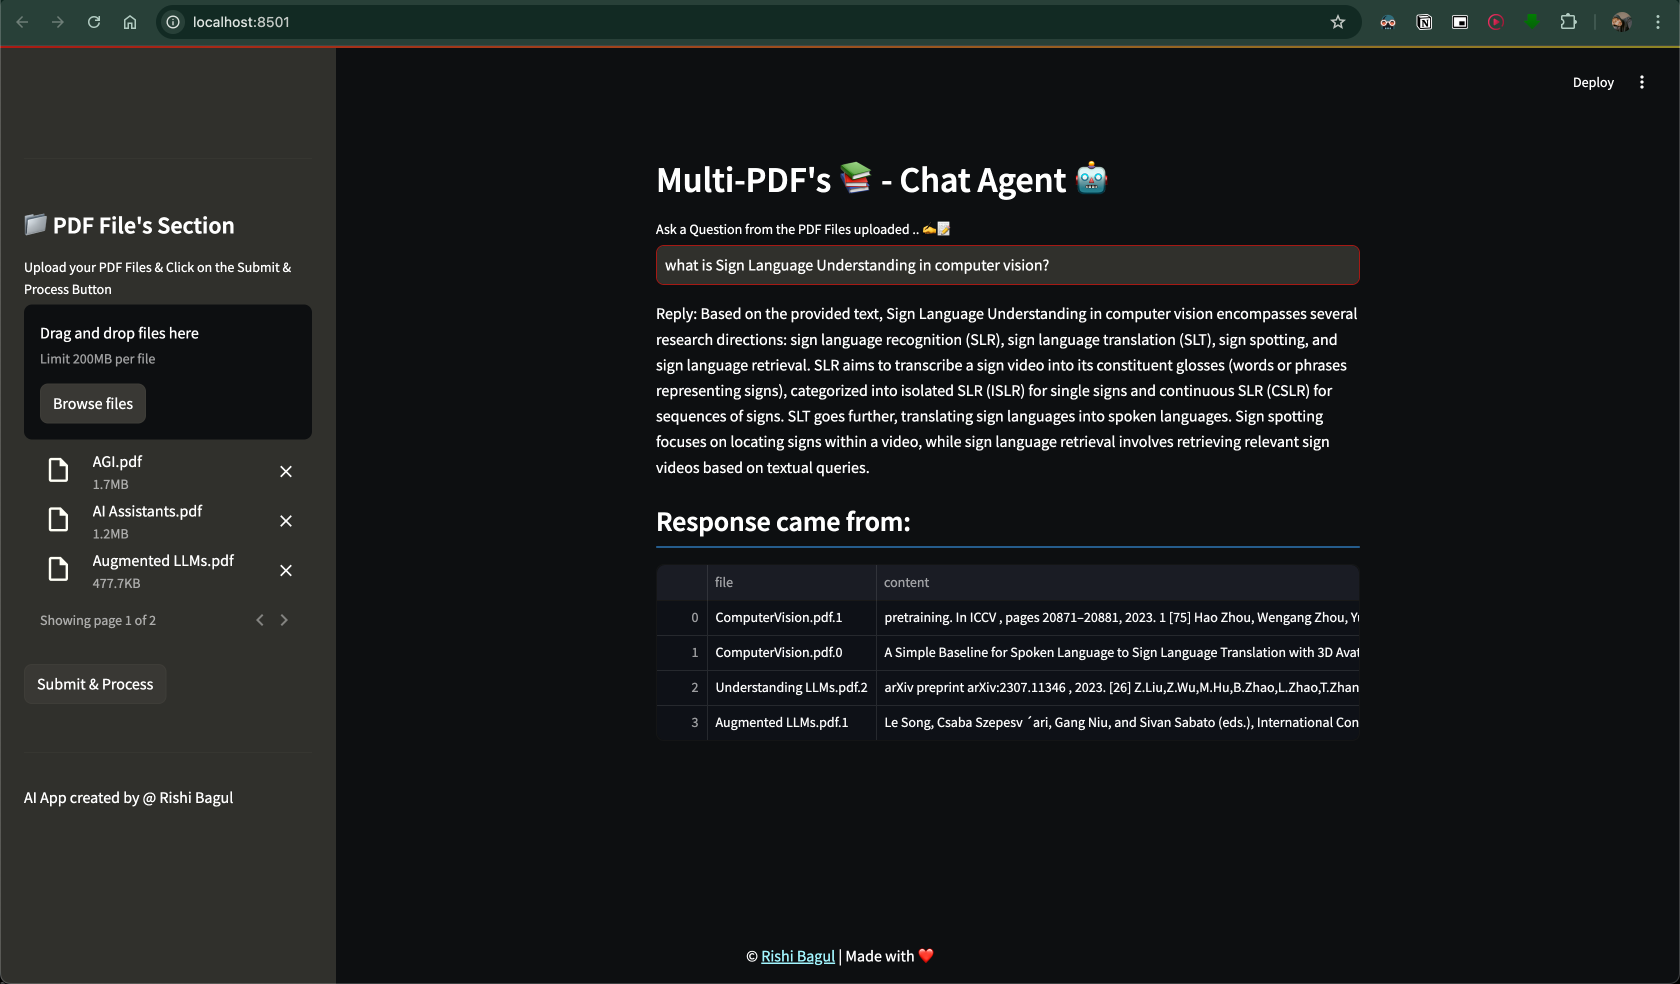 localhost:8501
Deploy
PDF File's Section
Upload your PDF Files & Click on the Submit &
Process Button
Drag and drop files here
Limit 200MB per file
Browse files
AGI.pdf
1.7MB
AI Assistants.pdf
1.2MB
Augmented LLMs.pdf
477.7KB
Showing page 1 of 2
Submit & Process
AI App created by @ Rishi Bagul
Multi-PDF's 📚 - Chat Agent 🤖
Ask a Question from the PDF Files uploaded .. ✍️📝
what is Sign Language Understanding in computer vision?
Reply: Based on the provided text, Sign Language Understanding in computer vision encompasses several
research directions: sign language recognition (SLR), sign language translation (SLT), sign spotting, and
sign language retrieval. SLR aims to transcribe a sign video into its constituent glosses (words or phrases
representing signs), categorized into isolated SLR (ISLR) for single signs and continuous SLR (CSLR) for
sequences of signs. SLT goes further, translating sign languages into spoken languages. Sign spotting
focuses on locating signs within a video, while sign language retrieval involves retrieving relevant sign
videos based on textual queries.
Response came from:
file content
0 ComputerVision.pdf.1 pretraining. In ICCV , pages 20871–20881, 2023. 1 [75] Hao Zhou, Wengang Zhou,
1 ComputerVision.pdf.0 A Simple Baseline for Spoken Language to Sign Language Translation with 3D Avat
2 Understanding LLMs.pdf.2 arXiv preprint arXiv:2307.11346 , 2023. [26] Z.Liu,Z.Wu,M.Hu,B.Zhao,L.Zhao,T.Zhan
3 Augmented LLMs.pdf.1 Le Song, Csaba Szepesv ´ari, Gang Niu, and Sivan Sabato (eds.), International Con
© Rishi Bagul | Made with ❤️